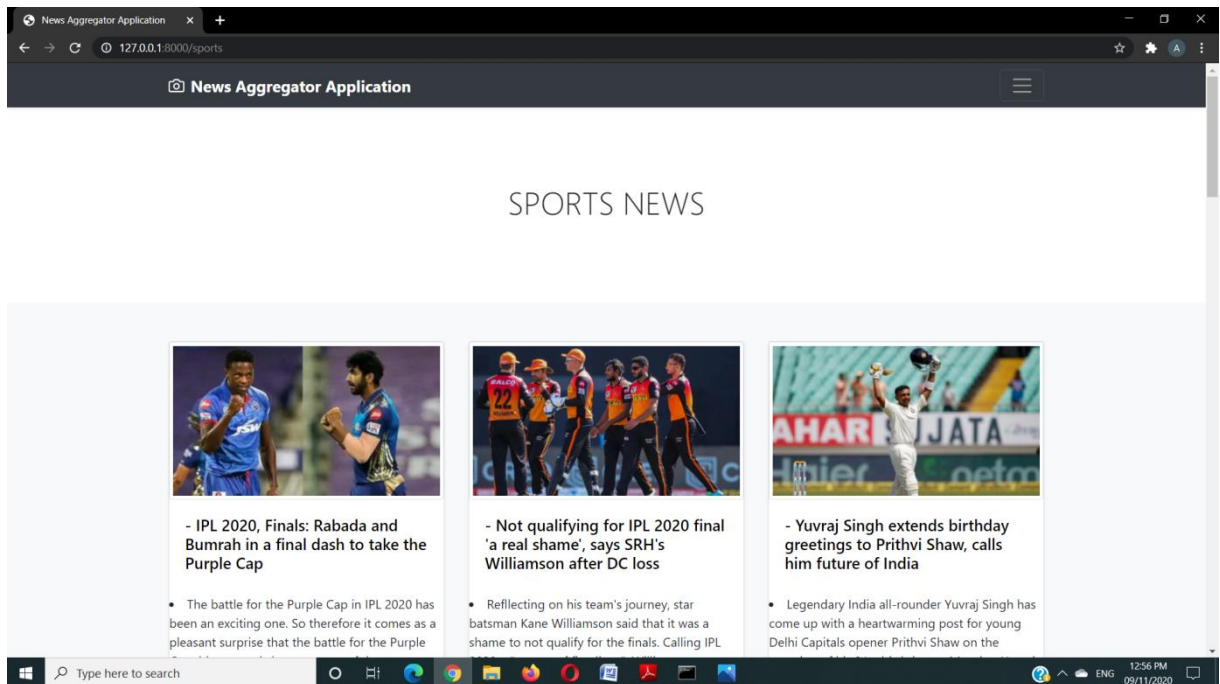 News Aggregator Application
127.0.0.1:8000/sports
A
News Aggregator Application
SPORTS NEWS
JSW
22
AHAR SUJATA
Haier
- IPL 2020, Finals: Rabada and
Bumrah in a final dash to take the
Purple Cap
- Not qualifying for IPL 2020 final
'a real shame', says SRH's
Williamson after DC loss
- Yuvraj Singh extends birthday
greetings to Prithvi Shaw, calls
him future of India
• The battle for the Purple Cap in IPL 2020 has
been an exciting one. So therefore it comes as a
pleasant surprise that the battle for the Purple
• Refllecting on his team's journey, star
batsman Kane Williamson said that it was a
shame to not qualify for the finals. Calling IPL
• Legendary India all-rounder Yuvraj Singh has
come up with a heartwarming post for young
Delhi Capitals opener Prithvi Shaw on the
Type here to search
ENG
12:56 PM
09/11/2020